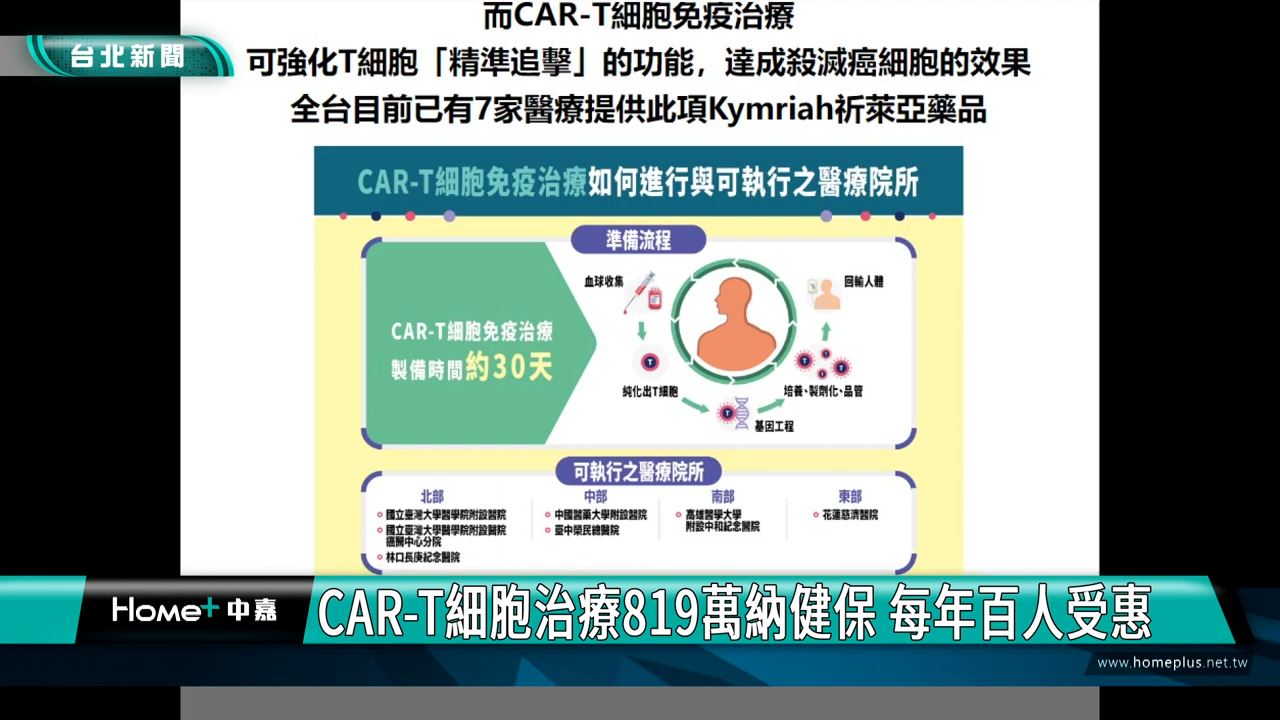 而CAR-T細胞免疫治療
台北新聞
可強化T細胞「精準追擊」的功能，達成殺滅癌細胞的效果
全台目前已有7家醫療提供此項Kymriah祈萊亞藥品
CAR-T細胞免疫治療如何進行與可執行之醫療院所
準備流程
血球收集
回輸人體
CAR-T細胞免疫治療
製備時間約30天
T
T
T
T
T
純化出T細胞
培養、製劑化、品管
T
基因工程
可執行之醫療院所
北部
國立臺灣大學醫學院附設醫院
國立臺灣大學醫學院附設醫院
癌醫中心分院
林口長庚紀念醫院
中部
中國醫藥大學附設醫院
臺中榮民總醫院
南部
高雄醫學大學
附設中和紀念醫院
東部
花蓮慈濟醫院
Home+中嘉
CAR-T細胞治療819萬納健保 每年百人受惠
www.homeplus.net.tw